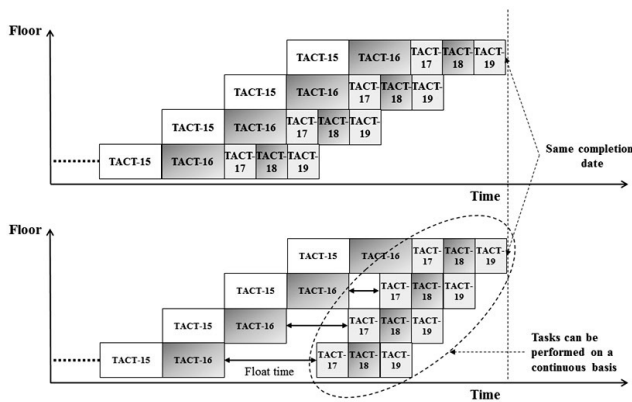 Floor
TACT-15 TACT-16 TACT-17 TACT-18 TACT-19
TACT-15 TACT-16 TACT-17 TACT-18 TACT-19
TACT-15 TACT-16 TACT-17 TACT-18 TACT-19
TACT-15 TACT-16 TACT-17 TACT-18 TACT-19
Time
Same completion
date
Floor
TACT-15 TACT-16 TACT-17 TACT-18 TACT-19
TACT-15 TACT-16 TACT-17 TACT-18 TACT-19
TACT-15 TACT-16 TACT-17 TACT-18 TACT-19
TACT-15 TACT-16 TACT-17 TACT-18 TACT-19
Float time
Time
Tasks can be
performed on a
continuous basis